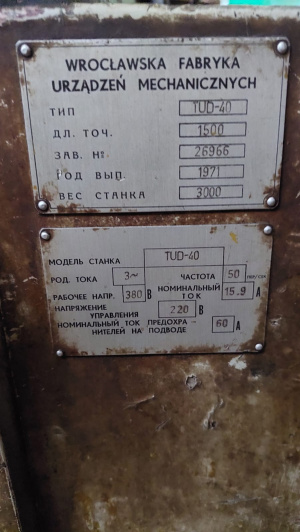 WROCŁAWSKA FABRYKA
URZĄDZEŃ MECHANICZNYCH
ТИП TUD-40
ДЛ. ТОЧ. 1500
ЗАВ. № 26966
ГОД ВЫП. 1971
ВЕС СТАНКА 3000
МОДЕЛЬ СТАНКА TUD-40
РОД. ТОКА 3~ ЧАСТОТА 50
РАБОЧЕЕ НАПР. 380 В НОМИНАЛЬНЫЙ ТОК 15.9 А
НАПРЯЖЕНИЕ УПРАВЛЕНИЯ 220 В
НОМИНАЛЬНЫЙ ТОК ПРЕДОХРА-
НИТЕЛЕЙ НА ПОДВОДЕ 60 А